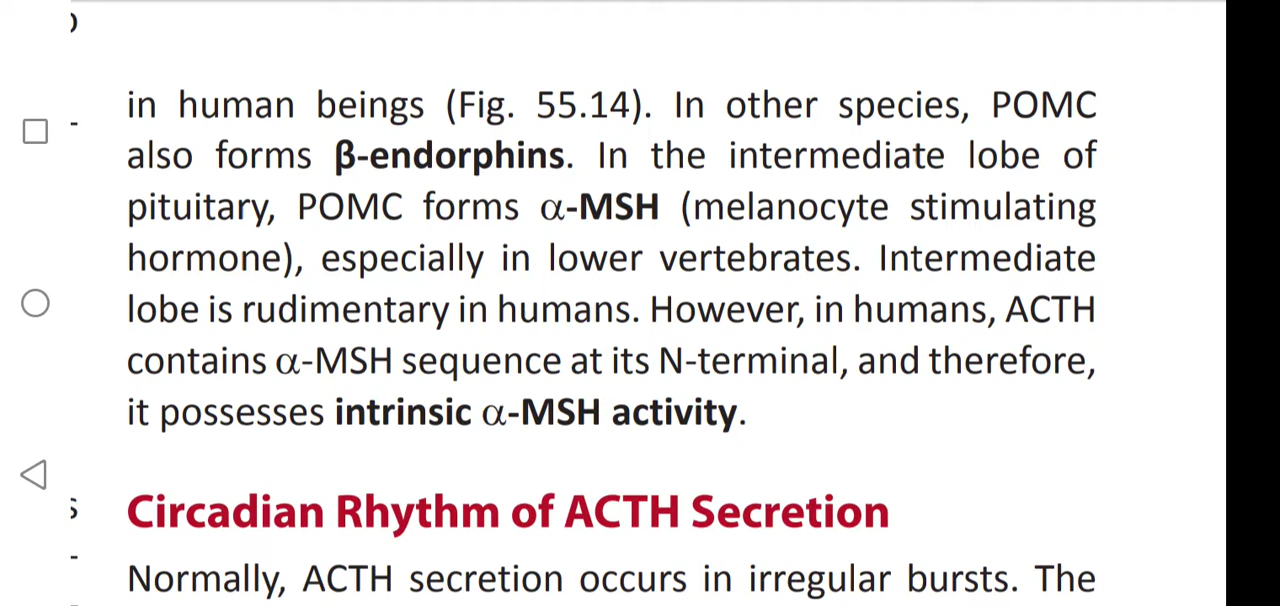 in human beings (Fig. 55.14). In other species, POMC
also forms β-endorphins. In the intermediate lobe of
pituitary, POMC forms α-MSH (melanocyte stimulating
hormone), especially in lower vertebrates. Intermediate
lobe is rudimentary in humans. However, in humans, ACTH
contains α-MSH sequence at its N-terminal, and therefore,
it possesses intrinsic α-MSH activity.
Circadian Rhythm of ACTH Secretion
Normally, ACTH secretion occurs in irregular bursts. The